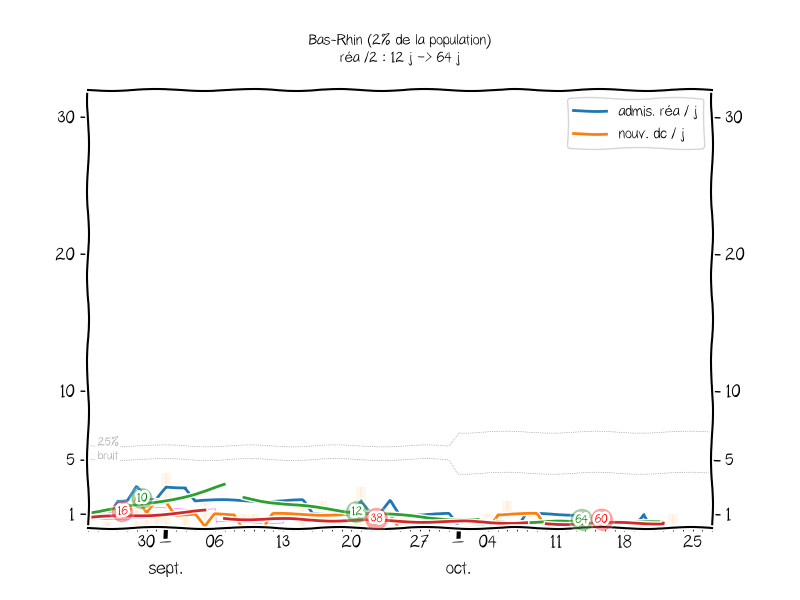 Bas-Rhin (2% de la population)
réa /2 : 12 j -> 64 j
admis. réa / j
nouv. dc / j
30
30
20
20
10
10
25%
bruit
5
5
10
16
12
38
64
60
1
1
30 06 13 20 27 04 11 18 25
sept. oct.